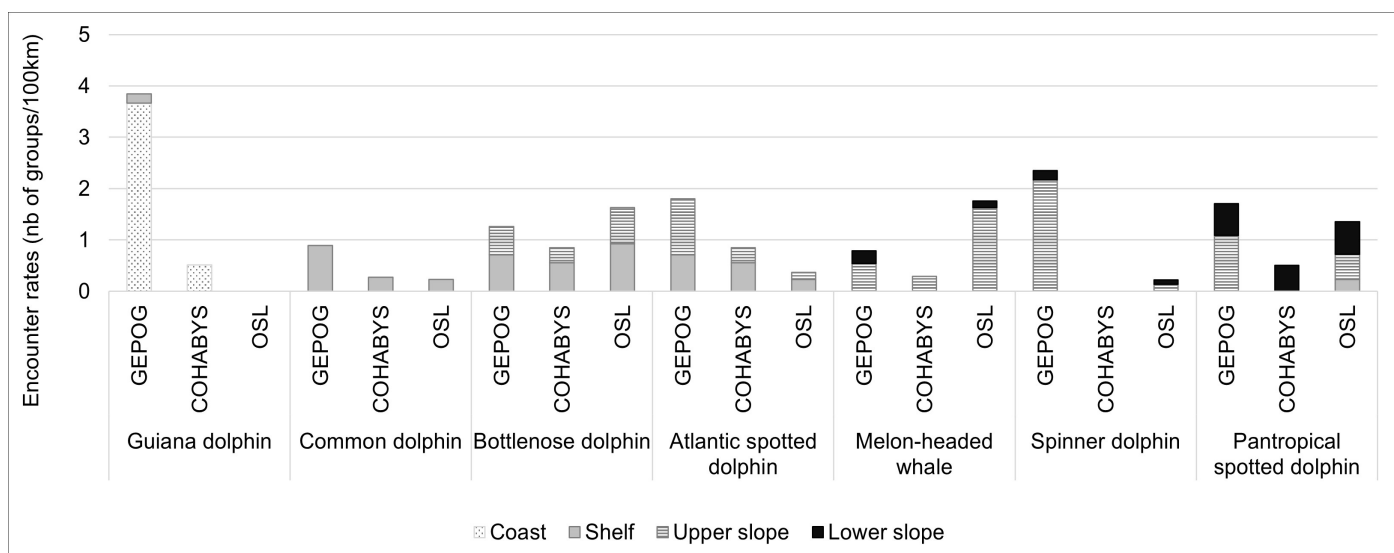 Encounter rates (nb of groups/100km)
5
4
3
2
1
0
GEPOG
COHABYS
OSL
GEPOG
COHABYS
OSL
GEPOG
COHABYS
OSL
GEPOG
COHABYS
OSL
GEPOG
COHABYS
OSL
GEPOG
COHABYS
OSL
GEPOG
COHABYS
OSL
Guiana dolphin
Common dolphin
Bottlenose dolphin
Atlantic spotted
dolphin
Melon-headed
whale
Spinner dolphin
Pantropical
spotted dolphin
Coast
Shelf
Upper slope
Lower slope